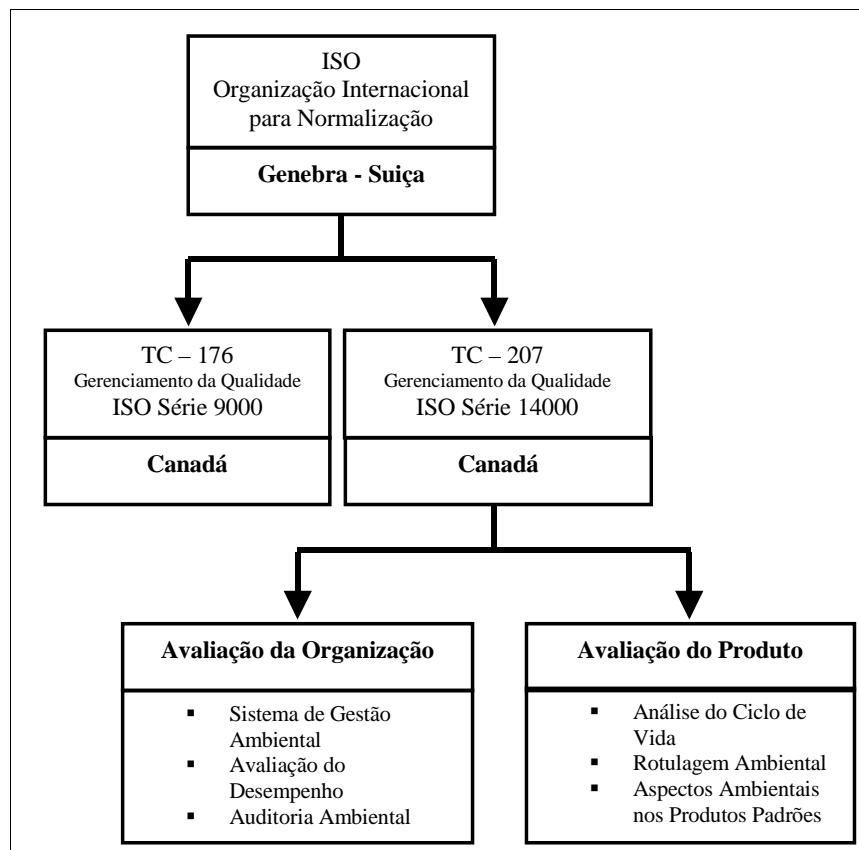 ISO
Organização Internacional
para Normalização
Genebra - Suiça
TC – 176
Gerenciamento da Qualidade
ISO Série 9000
Canadá
TC – 207
Gerenciamento da Qualidade
ISO Série 14000
Canadá
Avaliação da Organização
▪ Sistema de Gestão
Ambiental
▪ Avaliação do
Desempenho
▪ Auditoria Ambiental
Avaliação do Produto
▪ Análise do Ciclo de
Vida
▪ Rotulagem Ambiental
▪ Aspectos Ambientais
nos Produtos Padrões